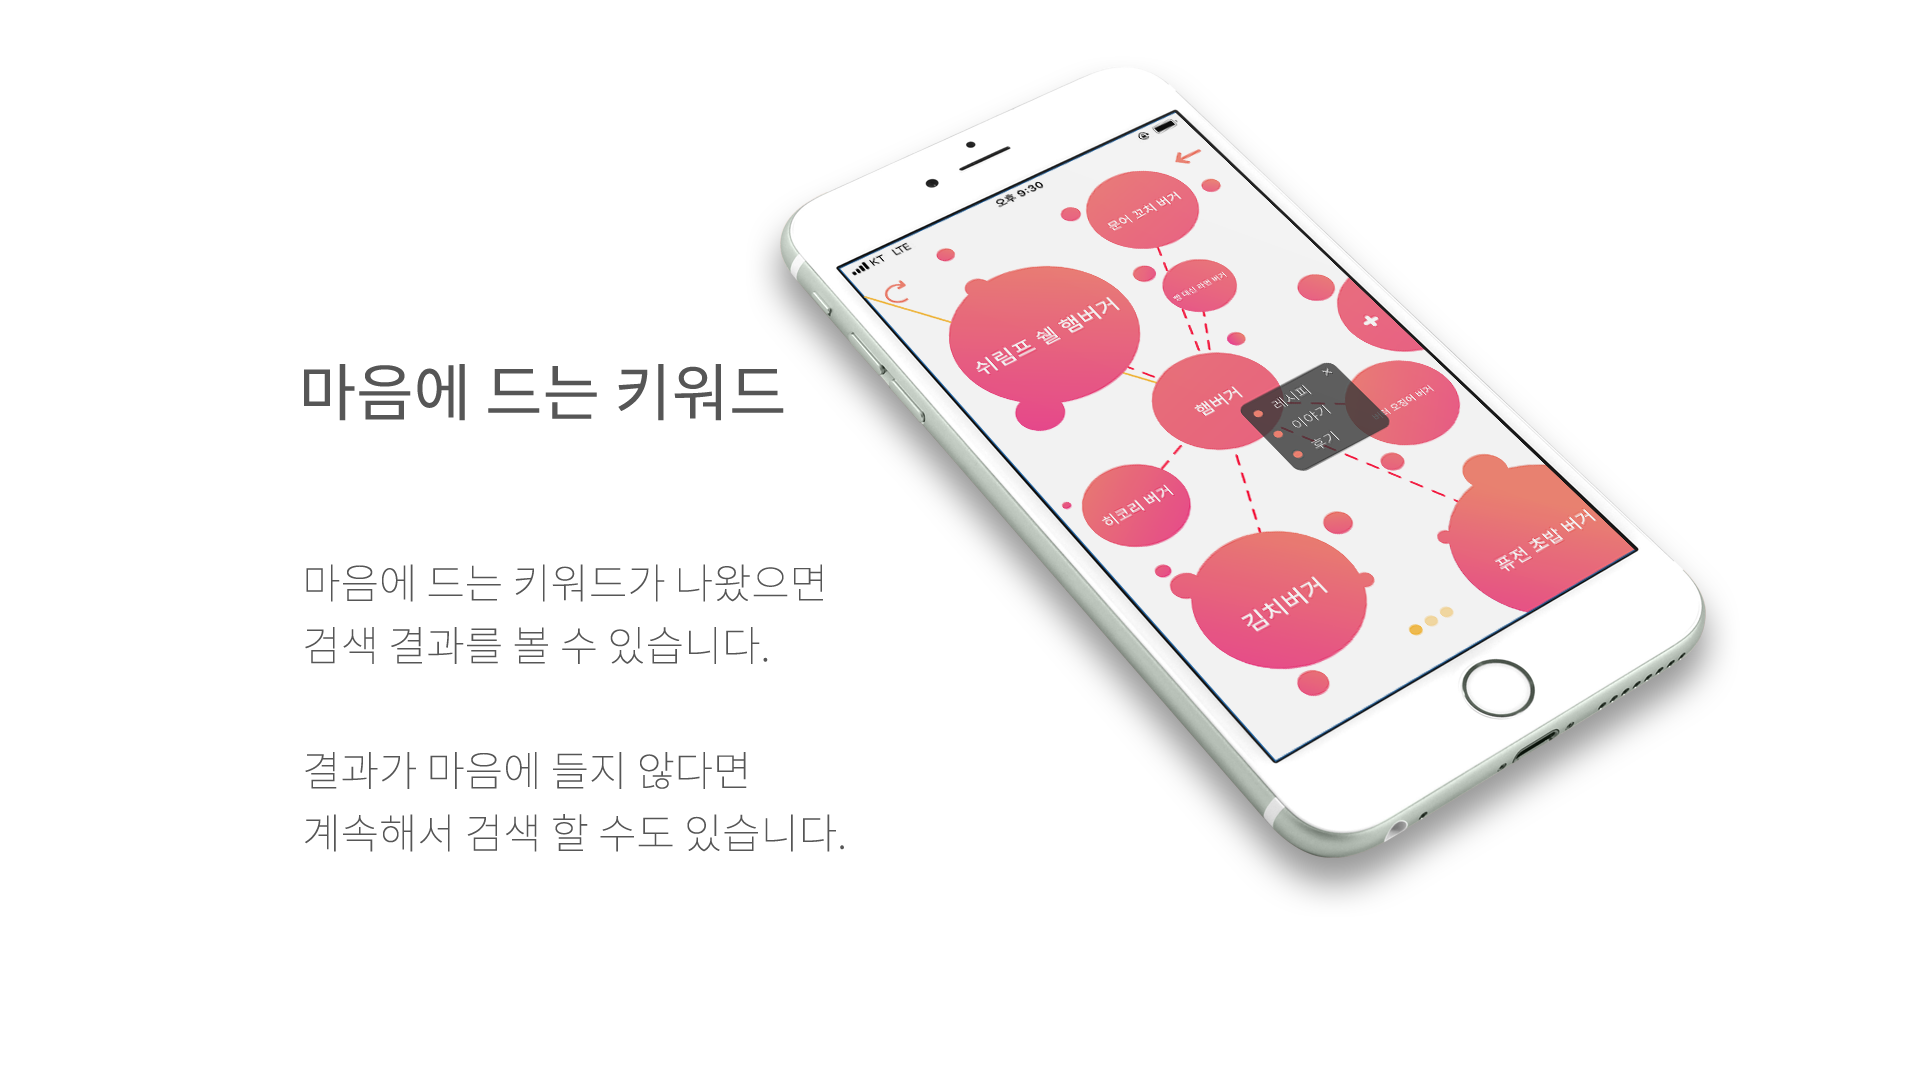 마음에 드는 키워드
마음에 드는 키워드가 나왔으면
검색 결과를 볼 수 있습니다.
결과가 마음에 들지 않다면
계속해서 검색 할 수도 있습니다.
KT LTE
오후 9:30
문어 꼬치 버거
빵 대신 라면 버거
쉬림프 쉘 햄버거
햄버거
레시피
이야기
후기
오징어 버거
히코리 버거
김치버거
퓨전 초밥 버거